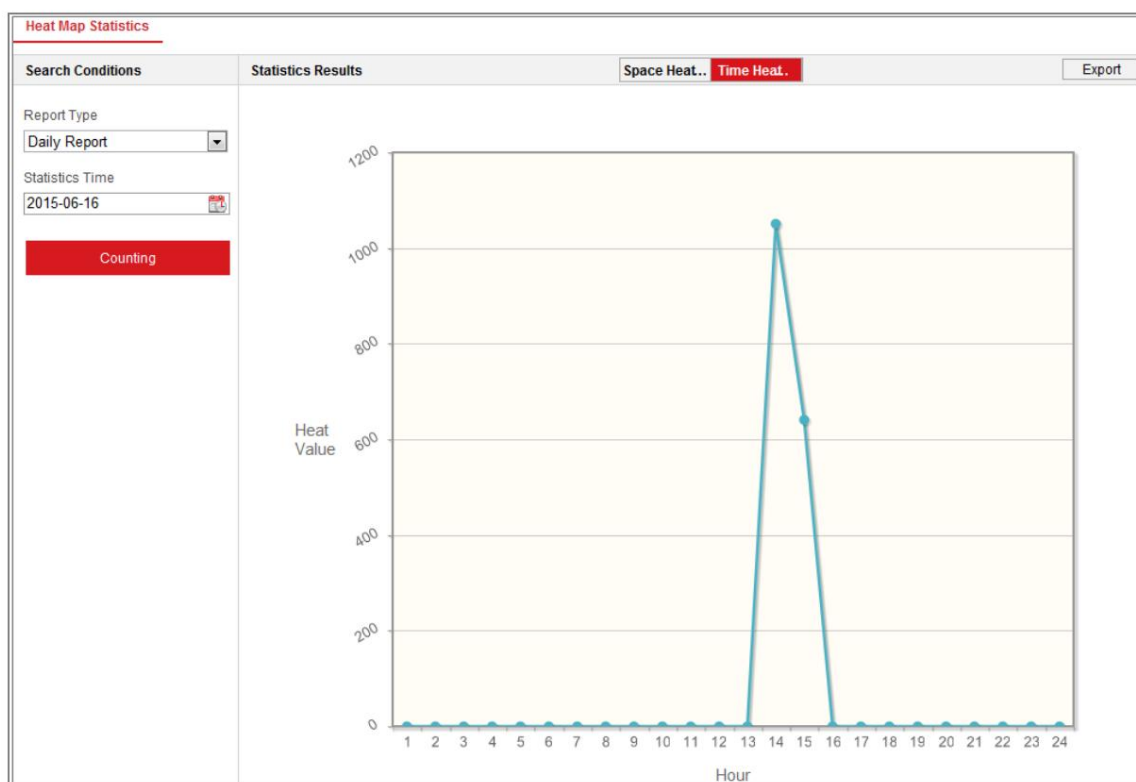 Heat Map Statistics
Search Conditions
Statistics Results
Space Heat...
Time Heat..
Export
Report Type
Daily Report
Statistics Time
2015-06-16
Counting
1200
1000
800
600
400
200
0
Heat
Value
1 2 3 4 5 6 7 8 9 10 11 12 13 14 15 16 17 18 19 20 21 22 23 24
Hour